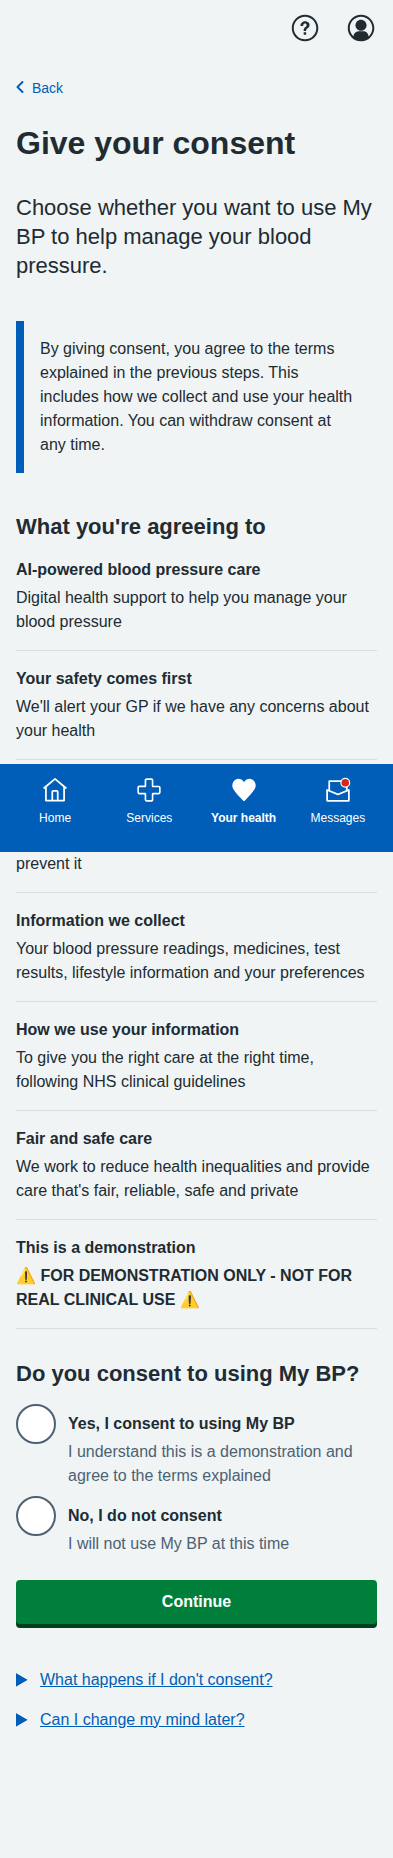 Back
Give your consent
Choose whether you want to use My
BP to help manage your blood
pressure.
By giving consent, you agree to the terms
explained in the previous steps. This
includes how we collect and use your health
information. You can withdraw consent at
any time.
What you're agreeing to
AI-powered blood pressure care
Digital health support to help you manage your
blood pressure
Your safety comes first
We'll alert your GP if we have any concerns about
your health
Home Services Your health Messages
prevent it
Information we collect
Your blood pressure readings, medicines, test
results, lifestyle information and your preferences
How we use your information
To give you the right care at the right time,
following NHS clinical guidelines
Fair and safe care
We work to reduce health inequalities and provide
care that's fair, reliable, safe and private
This is a demonstration
⚠️ FOR DEMONSTRATION ONLY - NOT FOR
REAL CLINICAL USE ⚠️
Do you consent to using My BP?
Yes, I consent to using My BP
I understand this is a demonstration and
agree to the terms explained
No, I do not consent
I will not use My BP at this time
Continue
What happens if I don't consent?
Can I change my mind later?